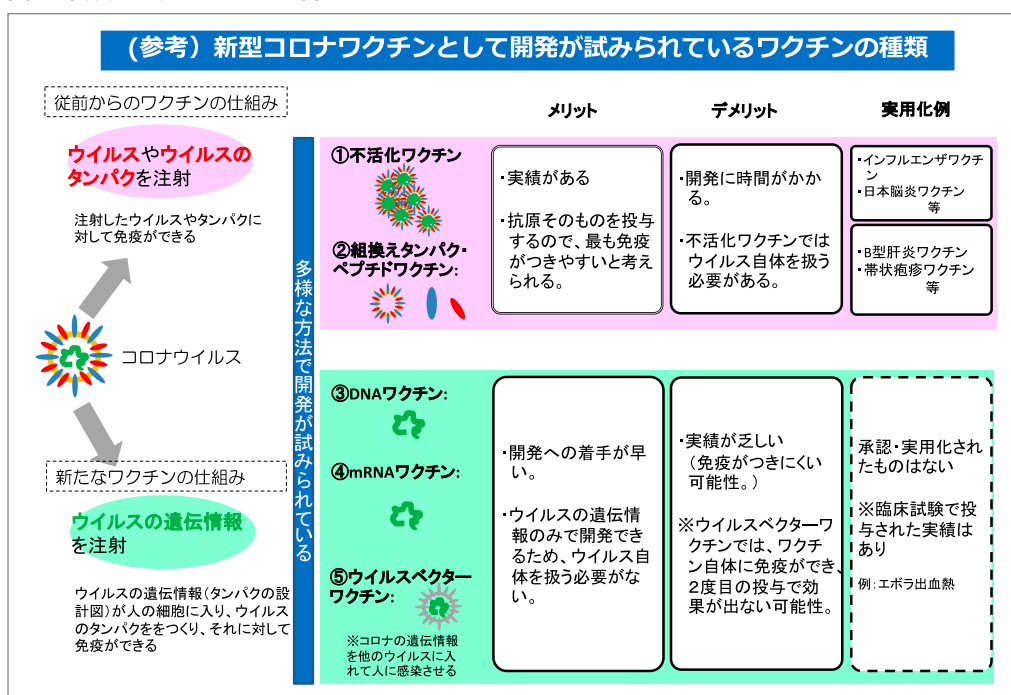 (参考）新型コロナワクチンとして開発が試みられているワクチンの種類
従前からのワクチンの仕組み
ウイルスやウイルスの
タンパクを注射
注射したウイルスやタンパクに
対して免疫ができる
コロナウイルス
新たなワクチンの仕組み
ウイルスの遺伝情報
を注射
ウイルスの遺伝情報（タンパクの設
計図）が人の細胞に入り、ウイルス
のタンパクををつくり、それに対して
免疫ができる
多様な方法で開発が試みられている
メリット
デメリット
実用化例
①不活化ワクチン
②組換えタンパク・
ペプチドワクチン：
・実績がある
・抗原そのものを投与
するので、最も免疫
がつきやすいと考え
られる。
・開発に時間がかか
る。
・不活化ワクチンでは
ウイルス自体を扱う
必要がある。
・インフルエンザワクチ
ン
・日本脳炎ワクチン
等
・B型肝炎ワクチン
・帯状疱疹ワクチン
等
③DNAワクチン：
④mRNAワクチン：
⑤ウイルスベクター
ワクチン：
※コロナの遺伝情報
を他のウイルスに入
れて人に感染させる
・開発への着手が早
い。
・ウイルスの遺伝情
報のみで開発でき
るため、ウイルス自
体を扱う必要がな
い。
・実績が乏しい
（免疫がつきにくい
可能性。）
※ウイルスベクターワ
クチンでは、ワクチ
ン自体に免疫ができ、
２度目の投与で効
果が出ない可能性。
承認・実用化され
たものはない
※臨床試験で投
与された実績は
あり
例：エボラ出血熱